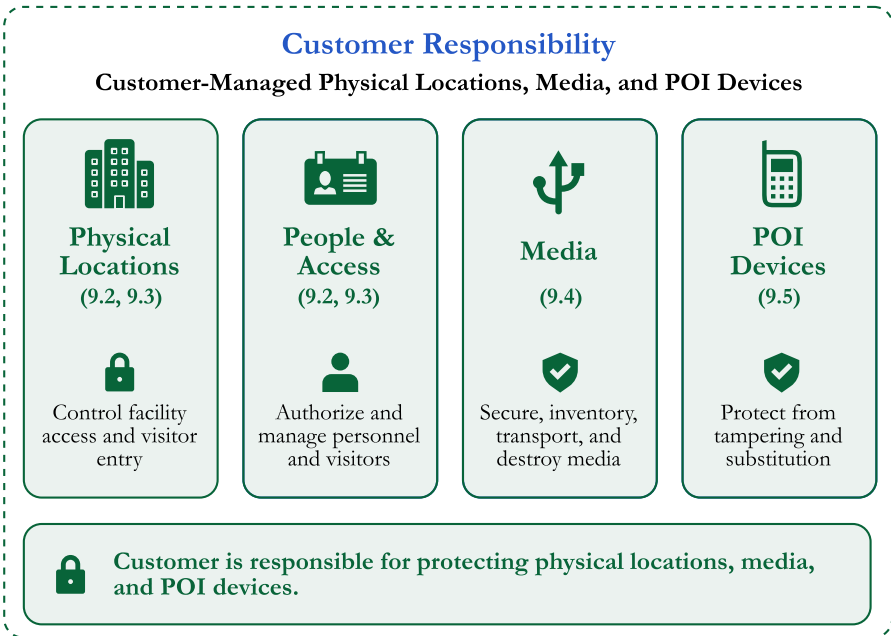 Customer Responsibility
Customer-Managed Physical Locations, Media, and POI Devices
Physical
Locations
(9.2, 9.3)
Control facility
access and visitor
entry
People &
Access
(9.2, 9.3)
Authorize and
manage personnel
and visitors
Media
(9.4)
Secure, inventory,
transport, and
destroy media
POI
Devices
(9.5)
Protect from
tampering and
substitution
Customer is responsible for protecting physical locations, media,
and POI devices.